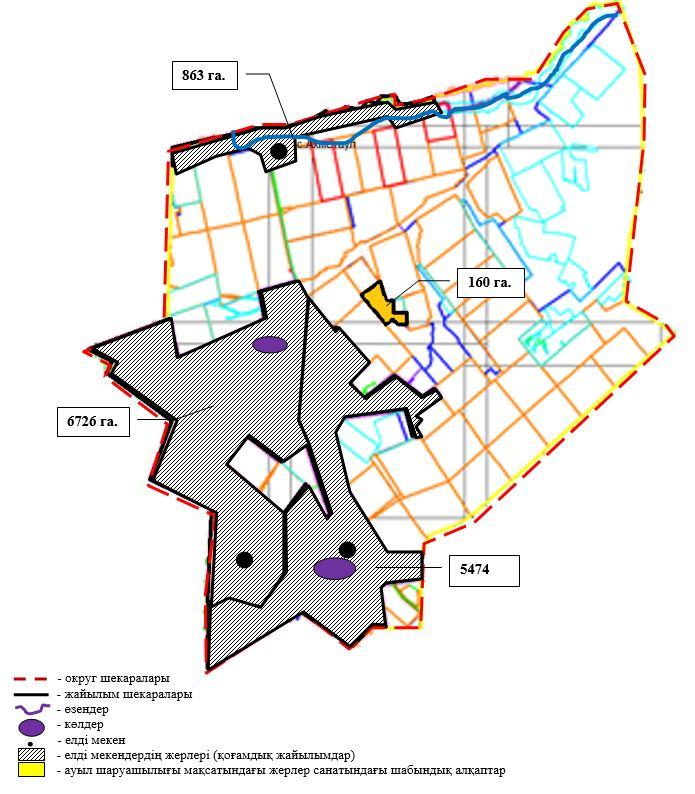 863 га.
с.Ахметаул
160 га.
6726 га.
5474
- округ шекаралары
- жайылым шекаралары
- өзендер
- көлдер
- елді мекен
- елді мекендердің жерлері (қоғамдық жайылымдар)
- ауыл шаруашылығы мақсатындағы жерлер санатындағы шабындық алқаптар